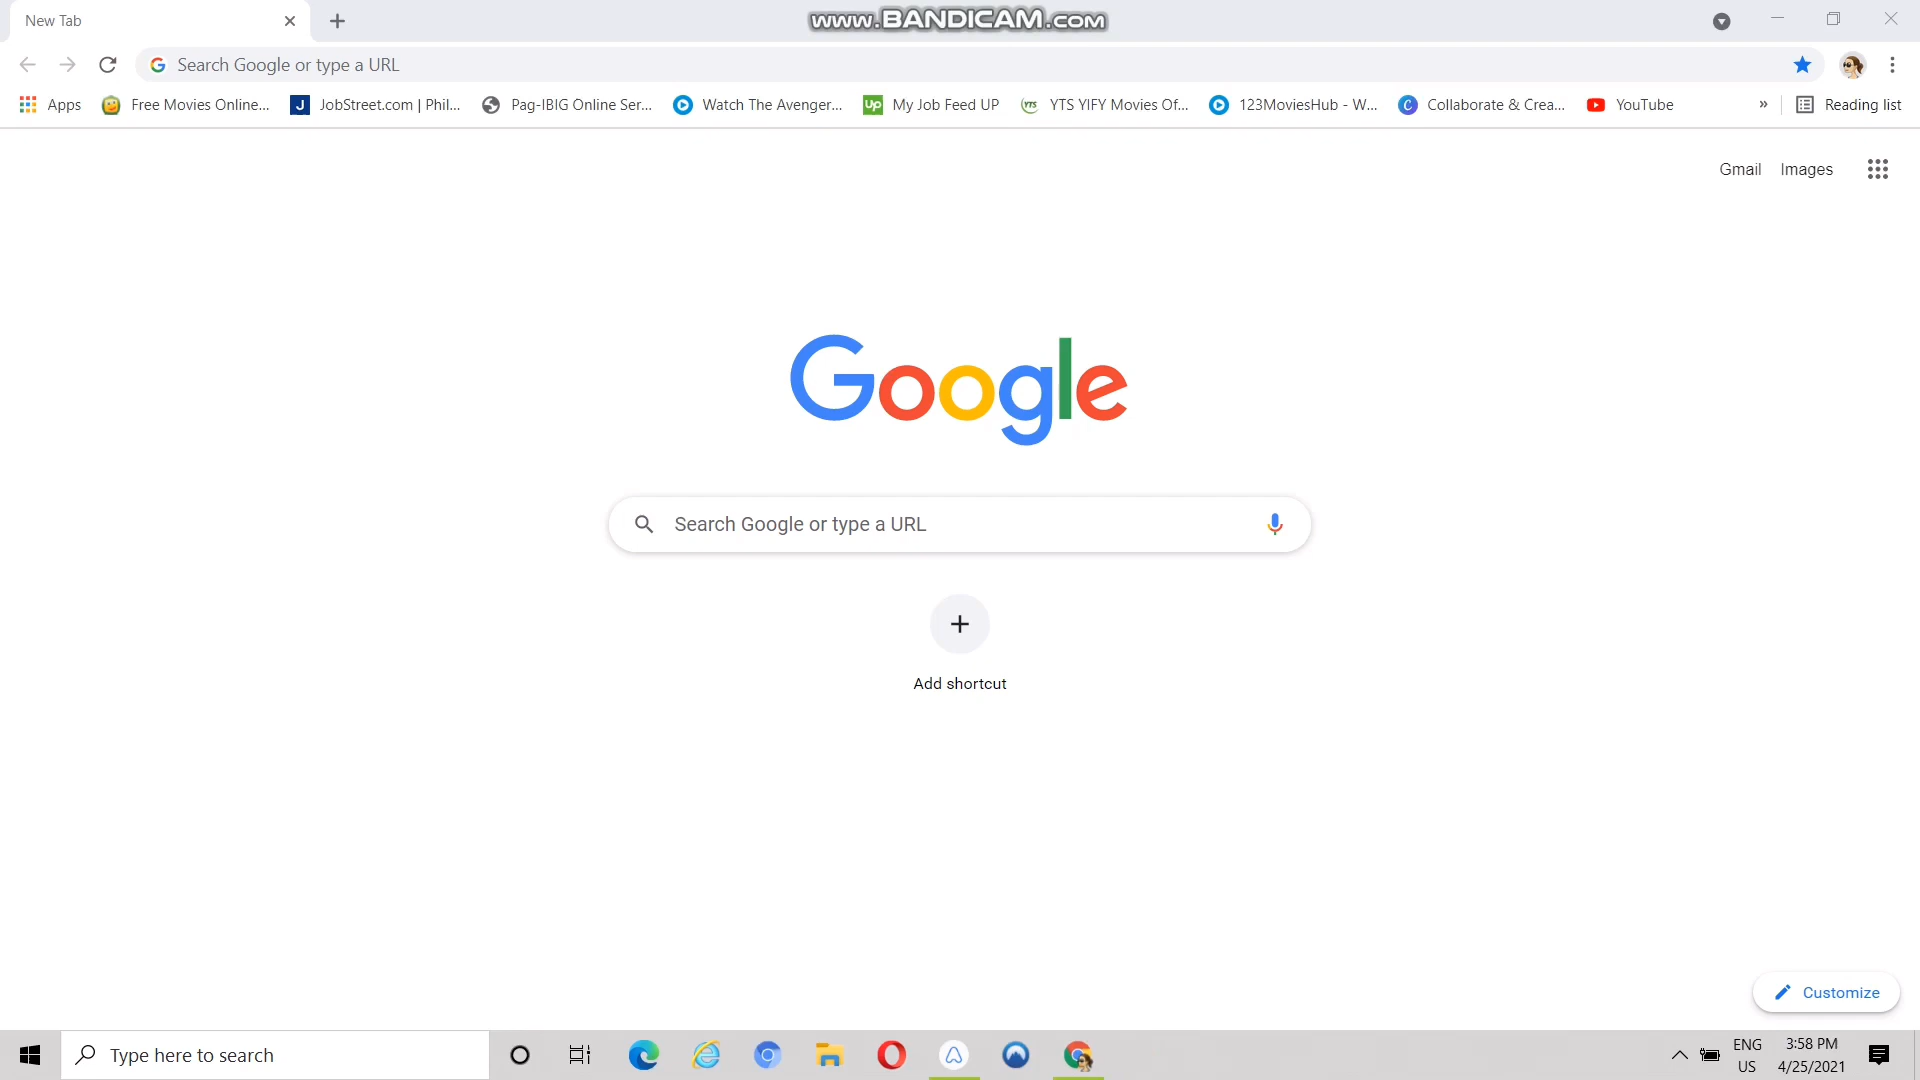 New Tab
www.BANDICAM.com
Search Google or type a URL
Apps
Free Movies Online...
J
JobStreet.com | Phil...
Pag-IBIG Online Ser...
Watch The Avenger...
Up
My Job Feed UP
YTS
YTS YIFY Movies Of...
123MoviesHub - W...
C
Collaborate & Crea...
YouTube
»
Reading list
Gmail
Images
Google
Search Google or type a URL
Add shortcut
Customize
Type here to search
ENG
US
3:58 PM
4/25/2021